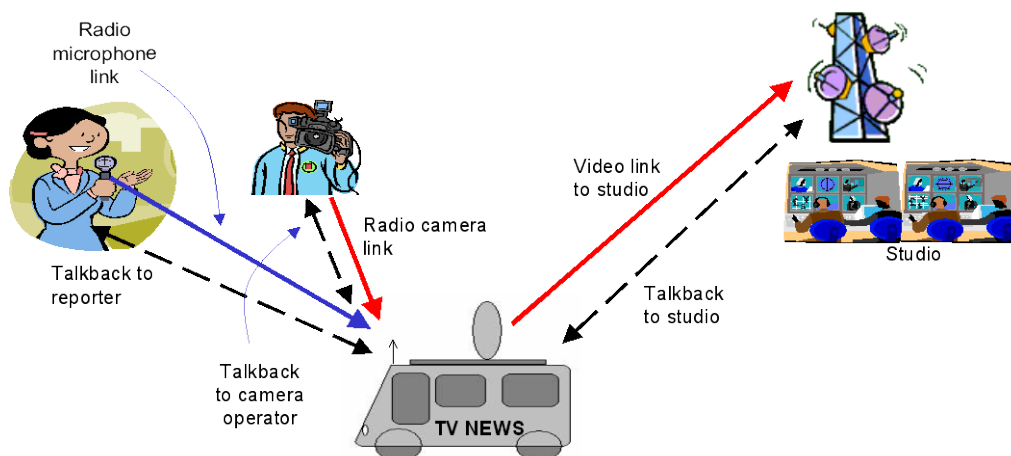 Radio
microphone
link
Video link
to studio
Radio camera
link
Studio
Talkback to
reporter
Talkback
to studio
Talkback
to camera
operator
TV NEWS